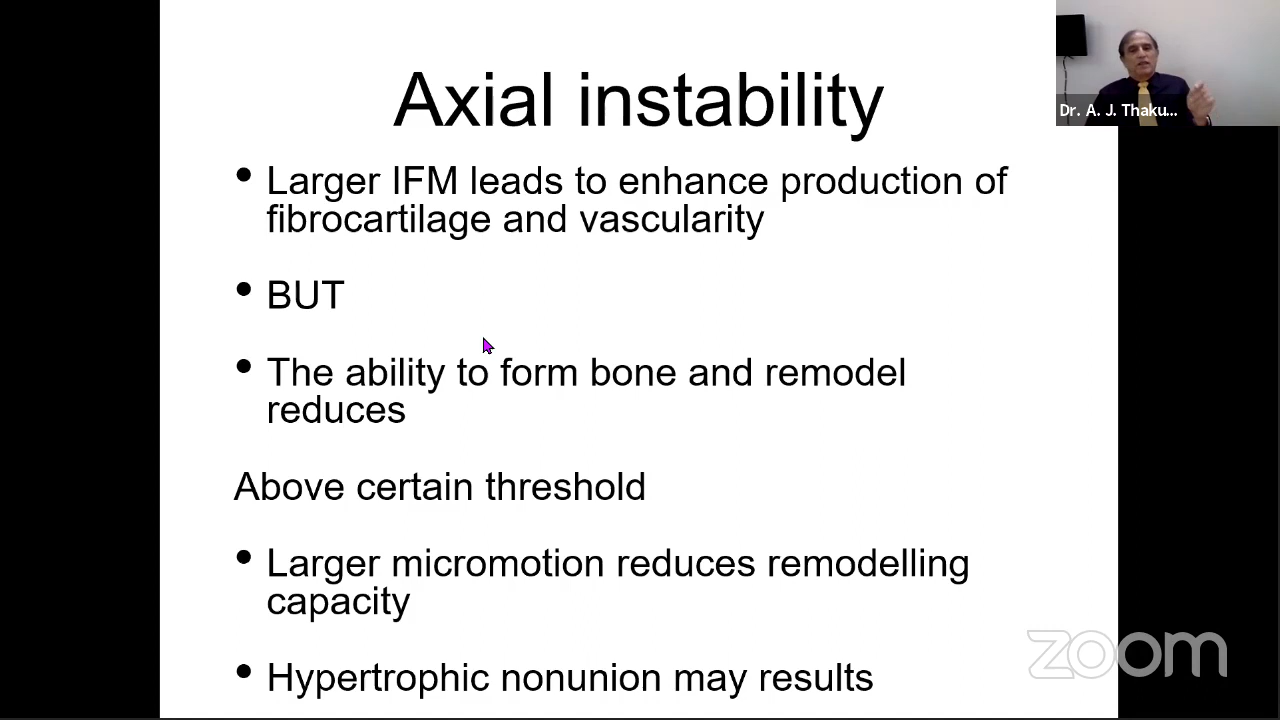 Axial instability
• Larger IFM leads to enhance production of
fibrocartilage and vascularity
• BUT
• The ability to form bone and remodel
reduces
Above certain threshold
• Larger micromotion reduces remodelling
capacity
• Hypertrophic nonunion may results
Dr. A. J. Thaku...
zoom